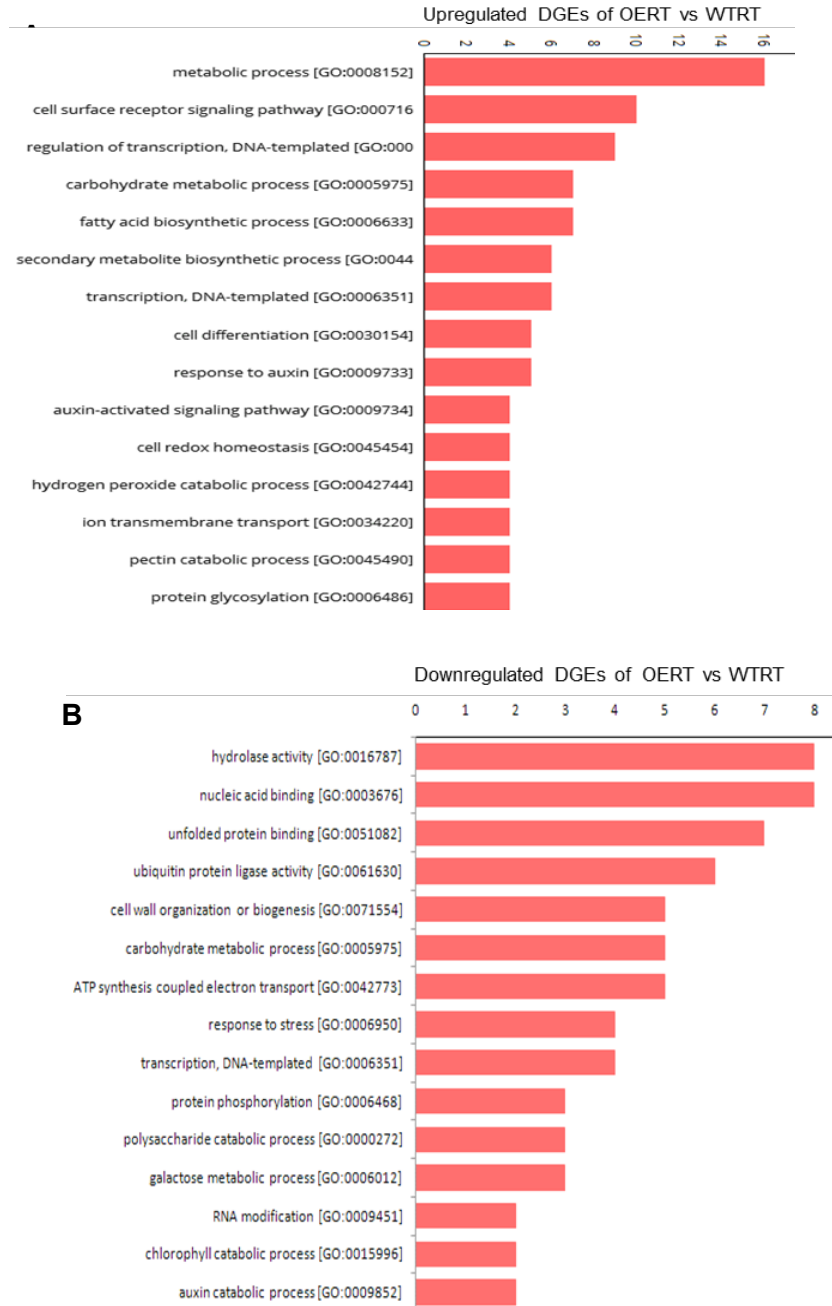 Upregulated DGEs of OERT vs WTRT
0 2 4 6 8 10 12 14 16
metabolic process [GO:0008152]
cell surface receptor signaling pathway [GO:000716
regulation of transcription, DNA-templated [GO:000
carbohydrate metabolic process [GO:0005975]
fatty acid biosynthetic process [GO:0006633]
secondary metabolite biosynthetic process [GO:0044
transcription, DNA-templated [GO:0006351]
cell differentiation [GO:0030154]
response to auxin [GO:0009733]
auxin-activated signaling pathway [GO:0009734]
cell redox homeostasis [GO:0045454]
hydrogen peroxide catabolic process [GO:0042744]
ion transmembrane transport [GO:0034220]
pectin catabolic process [GO:0045490]
protein glycosylation [GO:0006486]
Downregulated DGEs of OERT vs WTRT
B
0 1 2 3 4 5 6 7 8
hydrolase activity [GO:0016787]
nucleic acid binding [GO:0003676]
unfolded protein binding [GO:0051082]
ubiquitin protein ligase activity [GO:0061630]
cell wall organization or biogenesis [GO:0071554]
carbohydrate metabolic process [GO:0005975]
ATP synthesis coupled electron transport [GO:0042773]
response to stress [GO:0006950]
transcription, DNA-templated [GO:0006351]
protein phosphorylation [GO:0006468]
polysaccharide catabolic process [GO:0000272]
galactose metabolic process [GO:0006012]
RNA modification [GO:0009451]
chlorophyll catabolic process [GO:0015996]
auxin catabolic process [GO:0009852]